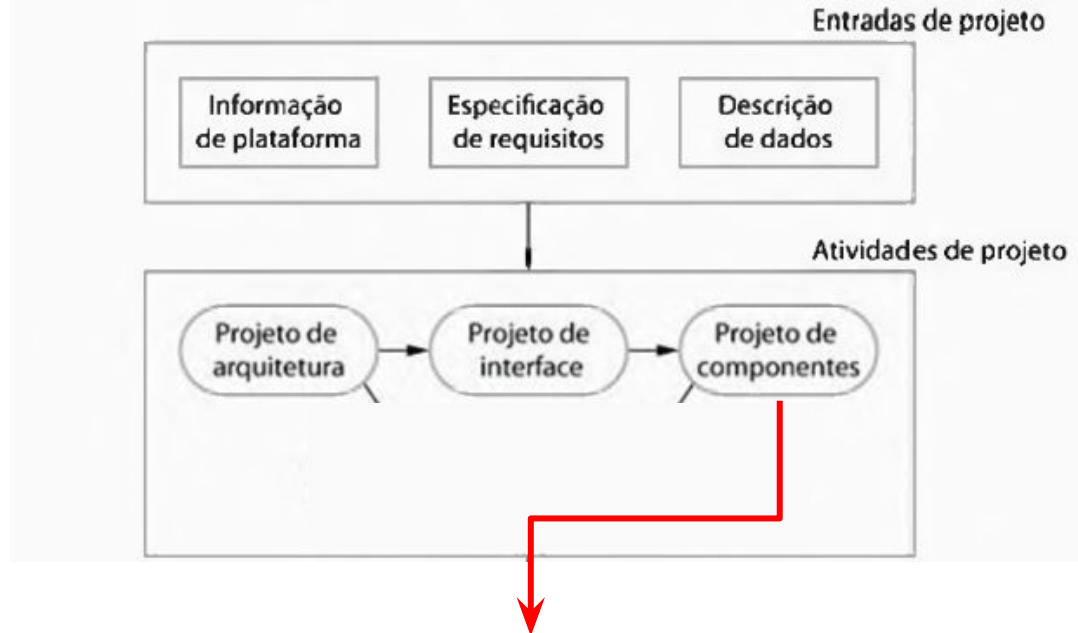 Entradas de projeto
Informação
de plataforma
Especificação
de requisitos
Descrição
de dados
Atividades de projeto
Projeto de
arquitetura
Projeto de
interface
Projeto de
componentes